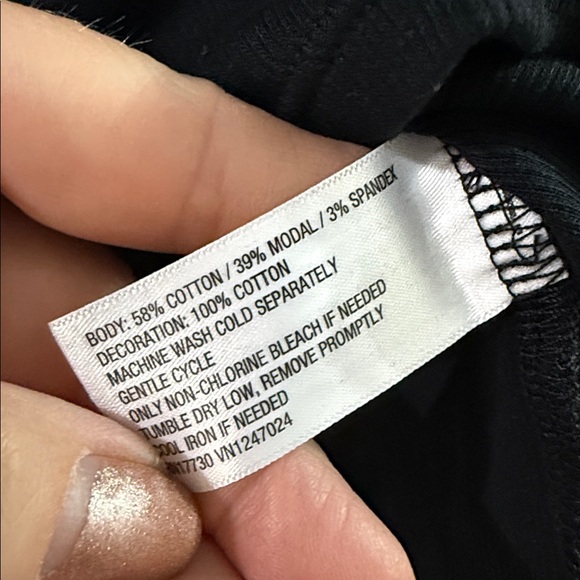 BODY: 58% COTTON / 39% MODAL / 3% SPANDEX
DECORATION: 100% COTTON
MACHINE WASH COLD SEPARATELY
GENTLE CYCLE
ONLY NON-CHLORINE BLEACH IF NEEDED
TUMBLE DRY LOW, REMOVE PROMPTLY
COOL IRON IF NEEDED
VN1247024